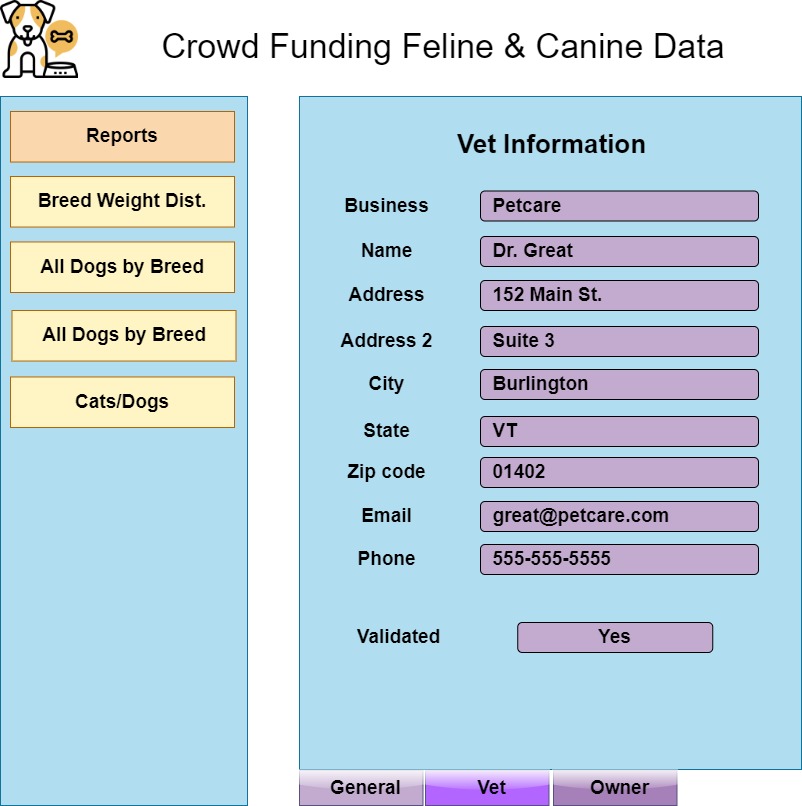 Crowd Funding Feline & Canine Data
Reports
Breed Weight Dist.
All Dogs by Breed
All Dogs by Breed
Cats/Dogs
Vet Information
Business Petcare
Name Dr. Great
Address 152 Main St.
Address 2 Suite 3
City Burlington
State VT
Zip code 01402
Email great@petcare.com
Phone 555-555-5555
Validated Yes
General Vet Owner